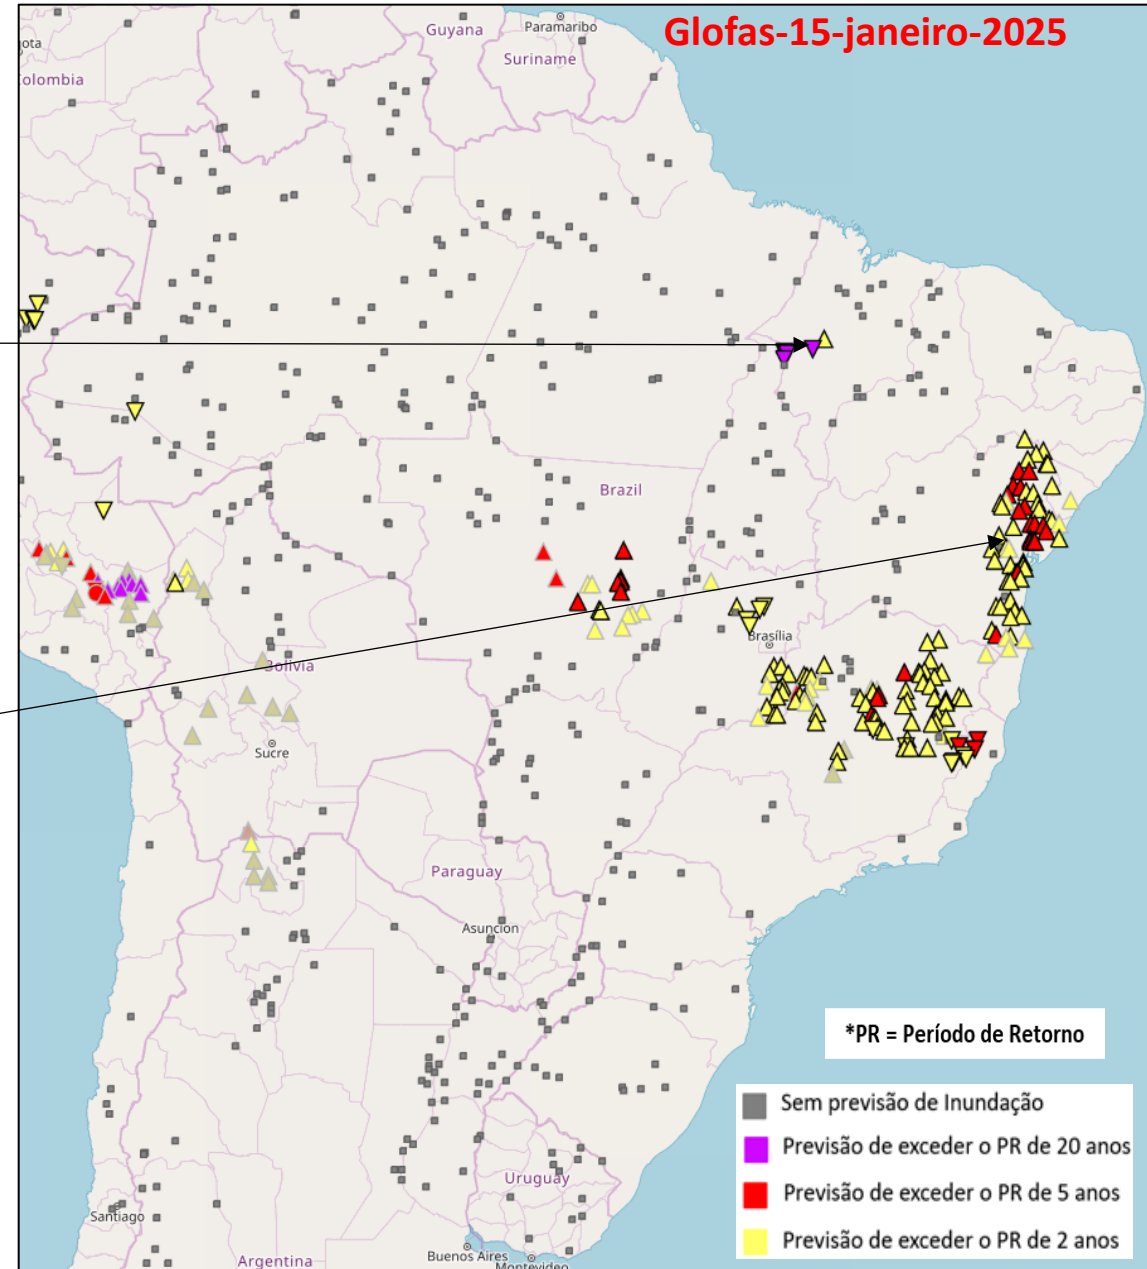 Glofas-15-janeiro-2025
Guyana
Paramaribo
Suriname
ota
olombia
Brazil
Brasília
Bolivia
Sucre
Paraguay
Asuncion
*PR = Período de Retorno
Sem previsão de Inundação
Previsão de exceder o PR de 20 anos
Previsão de exceder o PR de 5 anos
Previsão de exceder o PR de 2 anos
Uruguay
Santiago
Argentina
Buenos Aires
Montevideo